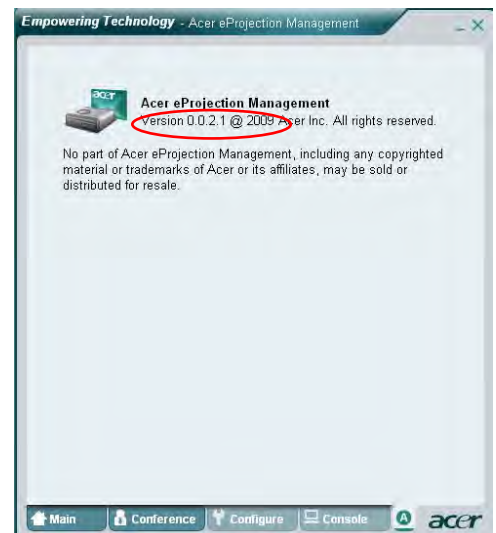 Empowering Technology - Acer eProjection Management
acer
Acer eProjection Management
Version 0.0.2.1 @ 2009 Acer Inc. All rights reserved.
No part of Acer eProjection Management, including any copyrighted
material or trademarks of Acer or its affiliates, may be sold or
distributed for resale.
Main Conference Configure Console A acer